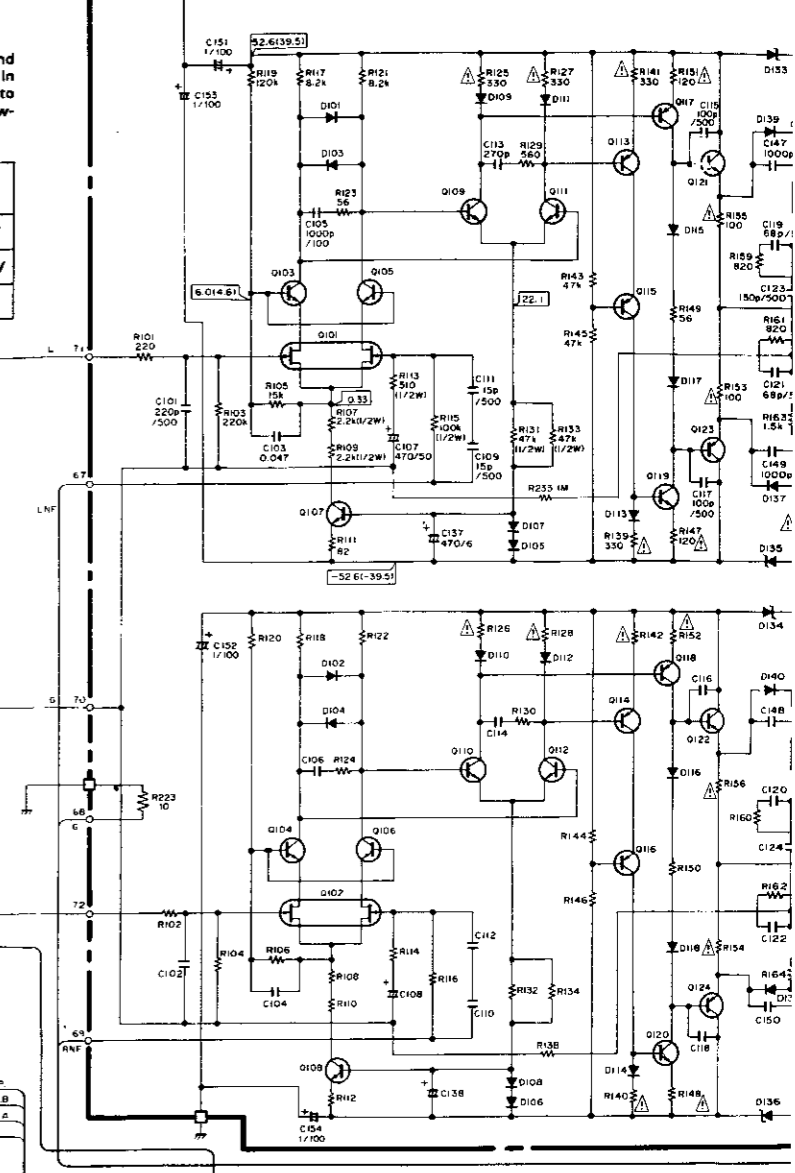 nd
in
to
w-
C151
1/100
52.6(39.5)
C153
1/100
R119
120k
R117
8.2k
R121
8.2k
R125
330
D109
R127
330
D111
R141
330
R151
120
D133
Q117
C115
100p
/500
D139
C147
1000p
D101
D103
C113
270p
R129
560
Q113
Q121
R123
56
C105
1000p
/100
Q109
Q111
R155
100
D115
C119
68p/5
R159
820
Q103
Q105
6.0(4.6)
22.1
R143
47k
Q115
R145
47k
R149
56
C123
150p/500
R161
820
L
71
R101
220
Q101
D117
C121
68p/5
C101
220p
/500
R103
220k
R105
15k
C103
0.047
0.33
R107
2.2k(1/2W)
R109
2.2k(1/2W)
R113
510
(1/2W)
C107
470/50
R115
100k
(1/2W)
C111
15p
/500
C109
15p
/500
R131
47k
(1/2W)
R133
47k
(1/2W)
R153
100
R163
1.5k
Q123
C149
1000p
D137
67
LNF
R235 1M
Q107
R111
82
C137
470/6
D107
D105
D113
R139
330
Q119
C117
100p
/500
R147
120
D135
-52.6(-39.5)
C152
1/100
R120
R118
R122
R126
D110
R128
D112
R142
R152
D134
Q118
C116
D140
C148
D102
D104
C114
R130
Q114
Q122
C106
R124
Q110
Q112
D116
R156
C120
R160
C124
S
70
R223
10
68
G
Q104
Q106
R144
Q116
R146
R150
R162
72
R102
Q102
C122
C102
R104
R106
C104
R108
R110
R114
C108
R116
C112
C110
R132
R134
D118
R154
R164
Q124
C150
69
RNF
R138
Q108
R112
C138
D108
D106
D114
R140
Q120
C118
R148
D136
C154
1/100
B